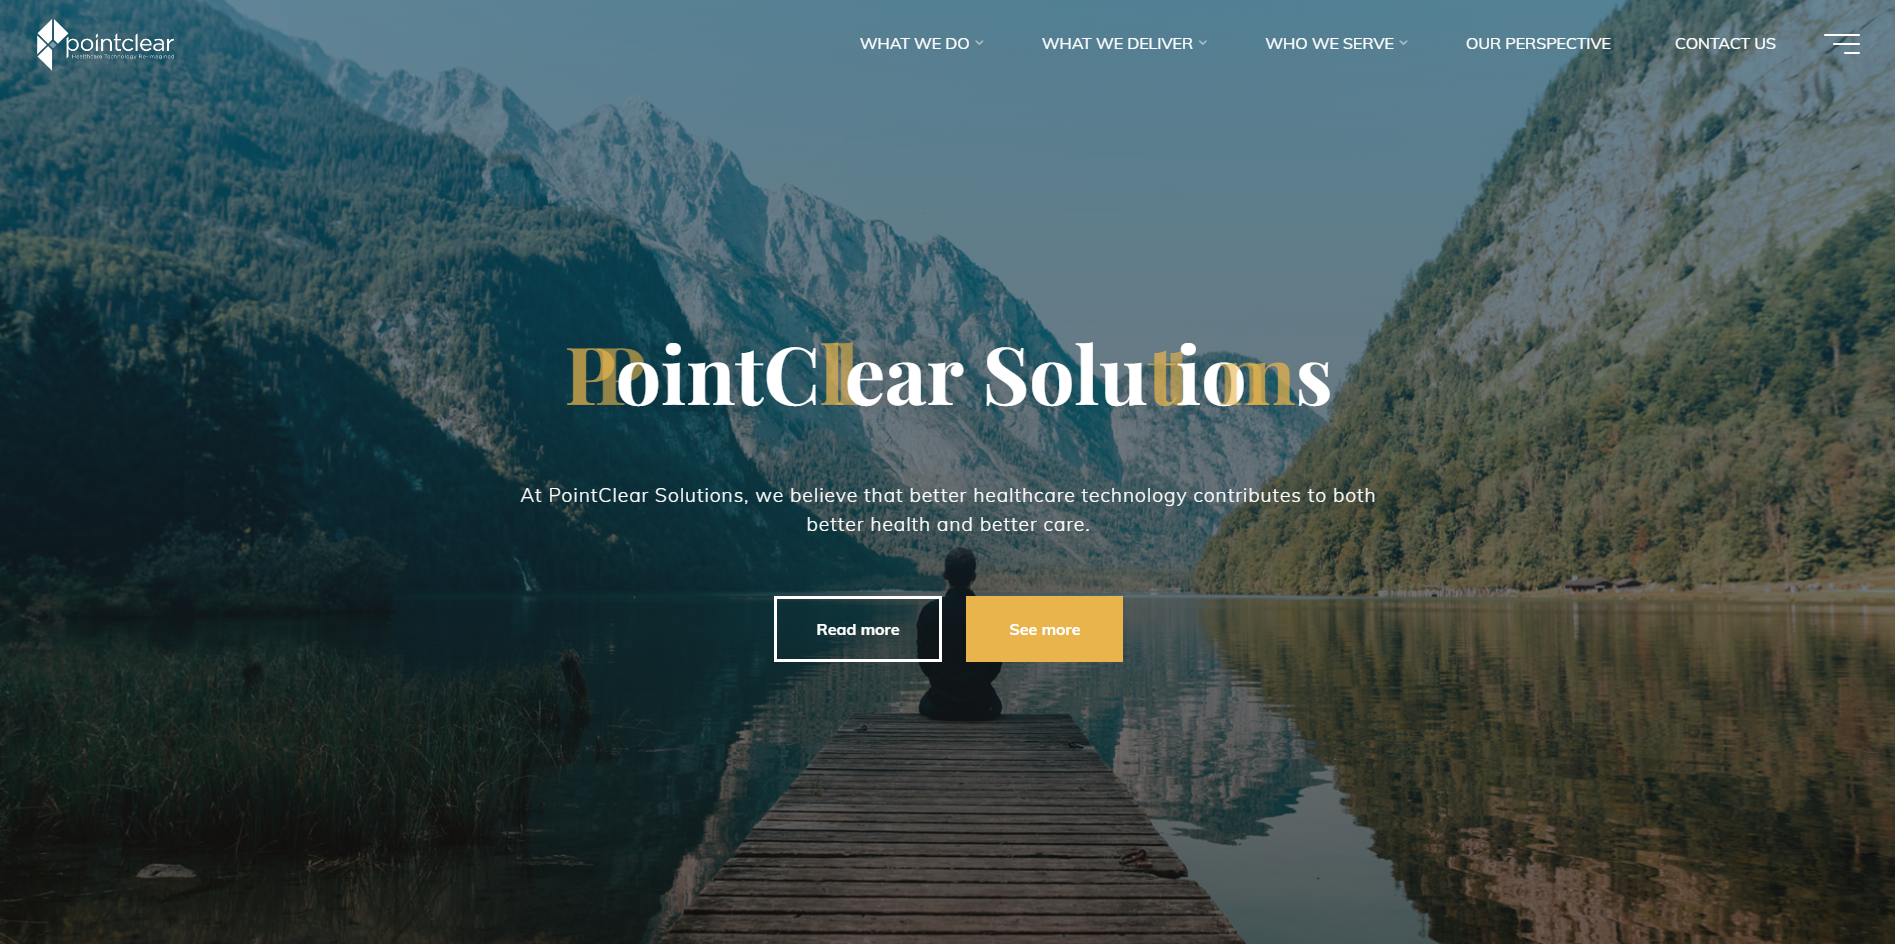 pointclear
Healthcare Technology Re-imagined
WHAT WE DO
WHAT WE DELIVER
WHO WE SERVE
OUR PERSPECTIVE
CONTACT US
PointClear Solutions
At PointClear Solutions, we believe that better healthcare technology contributes to both
better health and better care.
Read more
See more